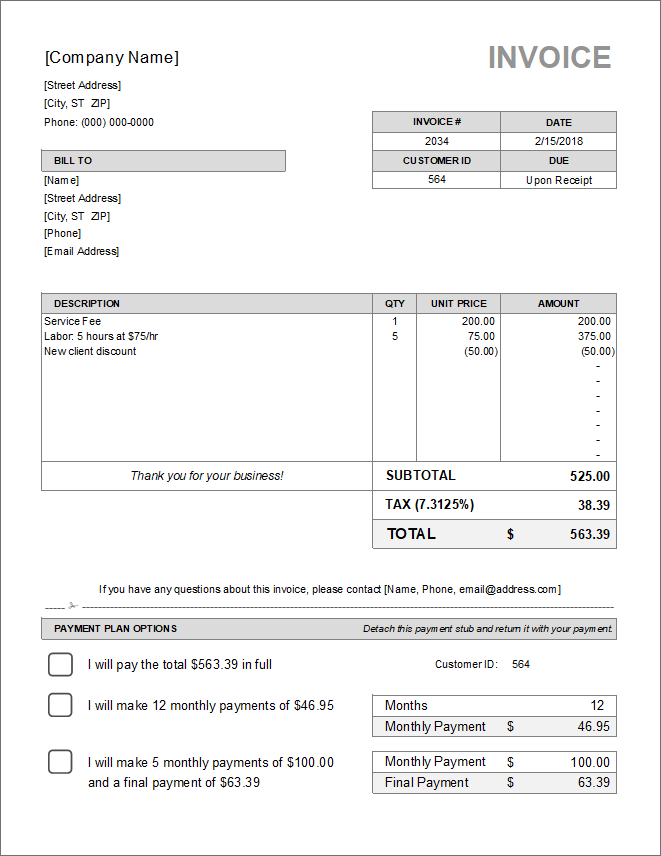 [Company Name]
INVOICE
[Street Address]
[City, ST  ZIP]
Phone: (000) 000-0000
INVOICE # DATE
2034 2/15/2018
BILL TO
CUSTOMER ID DUE
564 Upon Receipt
[Name]
[Street Address]
[City, ST  ZIP]
[Phone]
[Email Address]
DESCRIPTION QTY UNIT PRICE AMOUNT
Service Fee 1 200.00 200.00
Labor: 5 hours at $75/hr 5 75.00 375.00
New client discount (50.00) (50.00)
-
-
-
-
-
-
-
Thank you for your business! SUBTOTAL 525.00
TAX (7.3125%) 38.39
TOTAL $ 563.39
If you have any questions about this invoice, please contact [Name, Phone, email@address.com]
PAYMENT PLAN OPTIONS Detach this payment stub and return it with your payment.
I will pay the total $563.39 in full Customer ID: 564
I will make 12 monthly payments of $46.95 Months 12
Monthly Payment $ 46.95
I will make 5 monthly payments of $100.00 Monthly Payment $ 100.00
and a final payment of $63.39 Final Payment $ 63.39